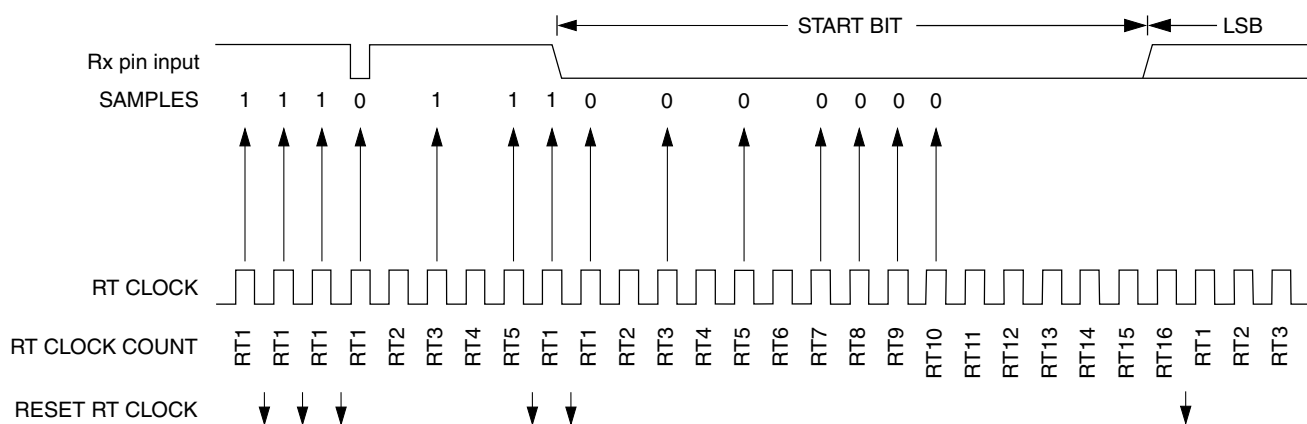 START BIT LSB
Rx pin input
SAMPLES 1 1 1 0 1 1 1 0 0 0 0 0 0 0
RT CLOCK
RT CLOCK COUNT RT1 RT1 RT1 RT1 RT2 RT3 RT4 RT5 RT1 RT1 RT2 RT3 RT4 RT5 RT6 RT7 RT8 RT9 RT10 RT11 RT12 RT13 RT14 RT15 RT16 RT1 RT2 RT3
RESET RT CLOCK